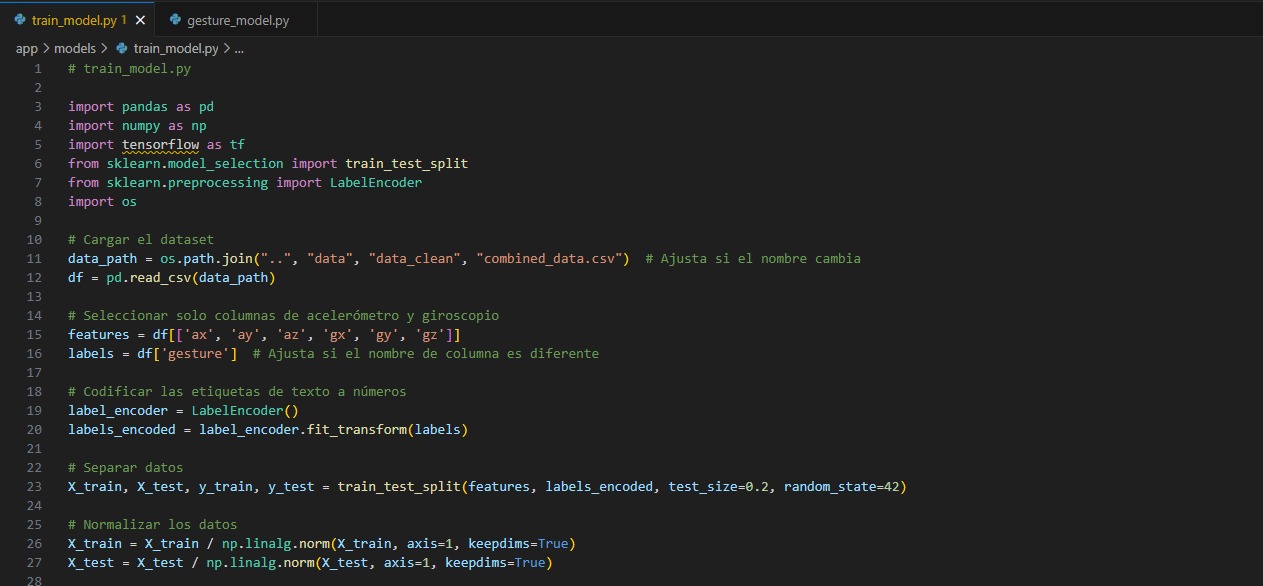 train_model.py 1 × gesture_model.py
app > models > train_model.py > ...
1 # train_model.py
2
3 import pandas as pd
4 import numpy as np
5 import tensorflow as tf
6 from sklearn.model_selection import train_test_split
7 from sklearn.preprocessing import LabelEncoder
8 import os
9
10 # Cargar el dataset
11 data_path = os.path.join("..", "data", "data_clean", "combined_data.csv")  # Ajusta si el nombre cambia
12 df = pd.read_csv(data_path)
13
14 # Seleccionar solo columnas de acelerómetro y giroscopio
15 features = df[['ax', 'ay', 'az', 'gx', 'gy', 'gz']]
16 labels = df['gesture']  # Ajusta si el nombre de columna es diferente
17
18 # Codificar las etiquetas de texto a números
19 label_encoder = LabelEncoder()
20 labels_encoded = label_encoder.fit_transform(labels)
21
22 # Separar datos
23 X_train, X_test, y_train, y_test = train_test_split(features, labels_encoded, test_size=0.2, random_state=42)
24
25 # Normalizar los datos
26 X_train = X_train / np.linalg.norm(X_train, axis=1, keepdims=True)
27 X_test = X_test / np.linalg.norm(X_test, axis=1, keepdims=True)
28